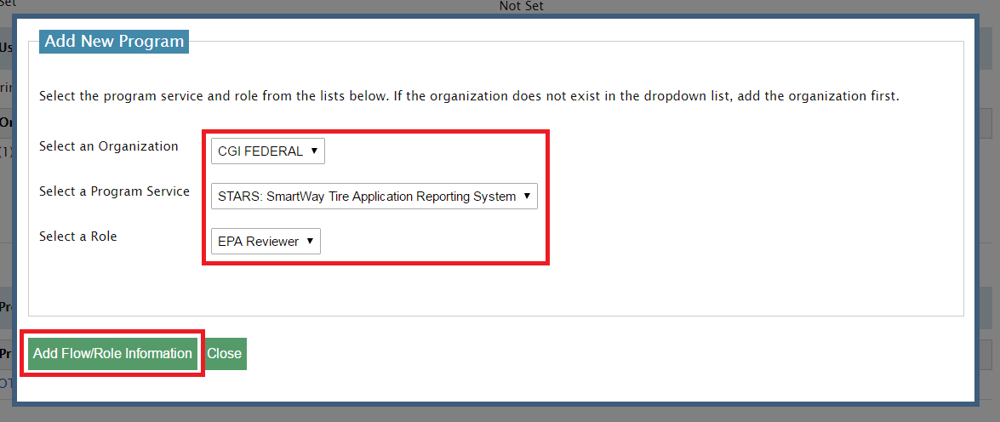 Not Set
Add New Program
Select the program service and role from the lists below. If the organization does not exist in the dropdown list, add the organization first.
Select an Organization
CGI FEDERAL
Select a Program Service
STARS: SmartWay Tire Application Reporting System
Select a Role
EPA Reviewer
Add Flow/Role Information
Close